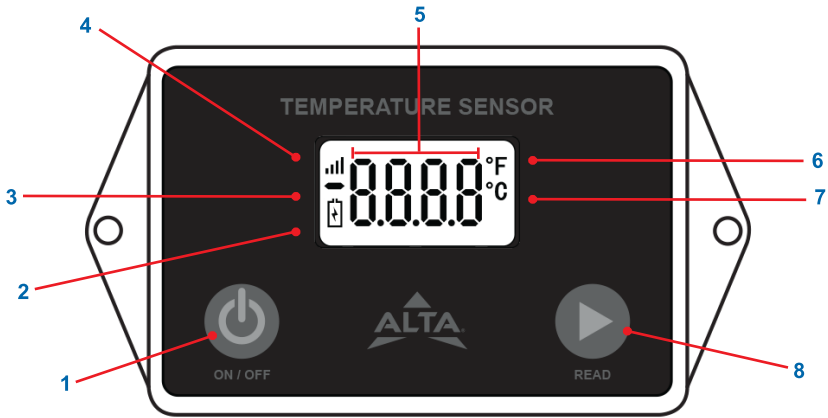 5
4
TEMPERATURE SENSOR
8.8.8.8 °F
6
3
°C
7
2
ALTA
1
ON / OFF
READ
8